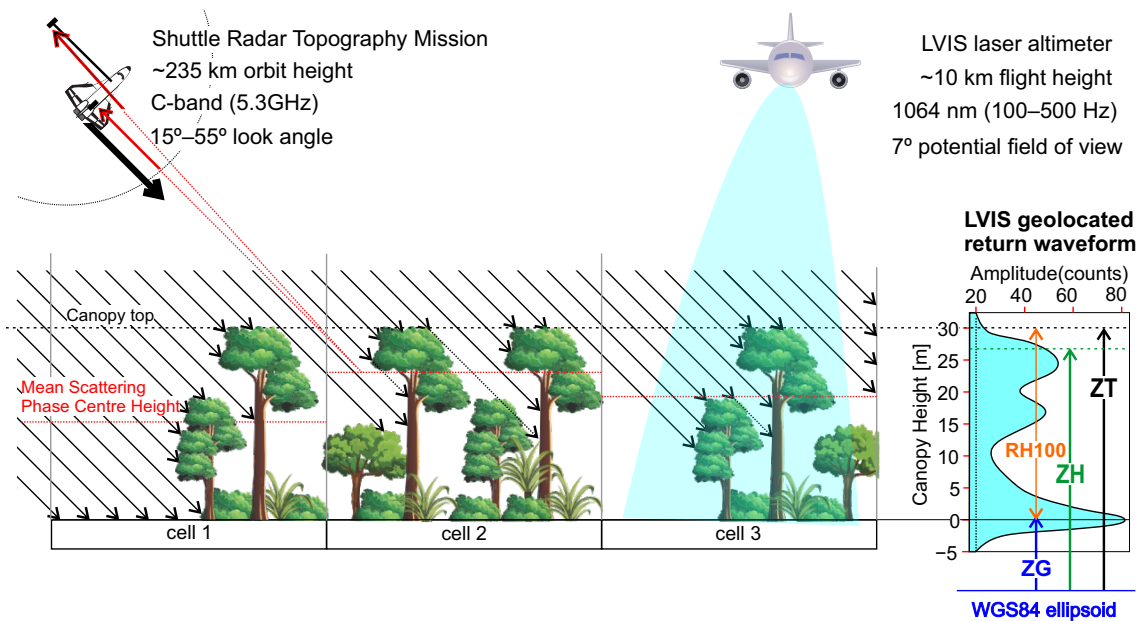 Shuttle Radar Topography Mission
~235 km orbit height
C-band (5.3GHz)
15º–55º look angle
LVIS laser altimeter
~10 km flight height
1064 nm (100–500 Hz)
7º potential field of view
Canopy top
Mean Scattering
Phase Centre Height
cell 1
cell 2
cell 3
LVIS geolocated
return waveform
Amplitude(counts)
20 40 60 80
Canopy Height [m]
30
25
20
15
10
5
0
−5
RH100
ZH
ZT
ZG
WGS84 ellipsoid